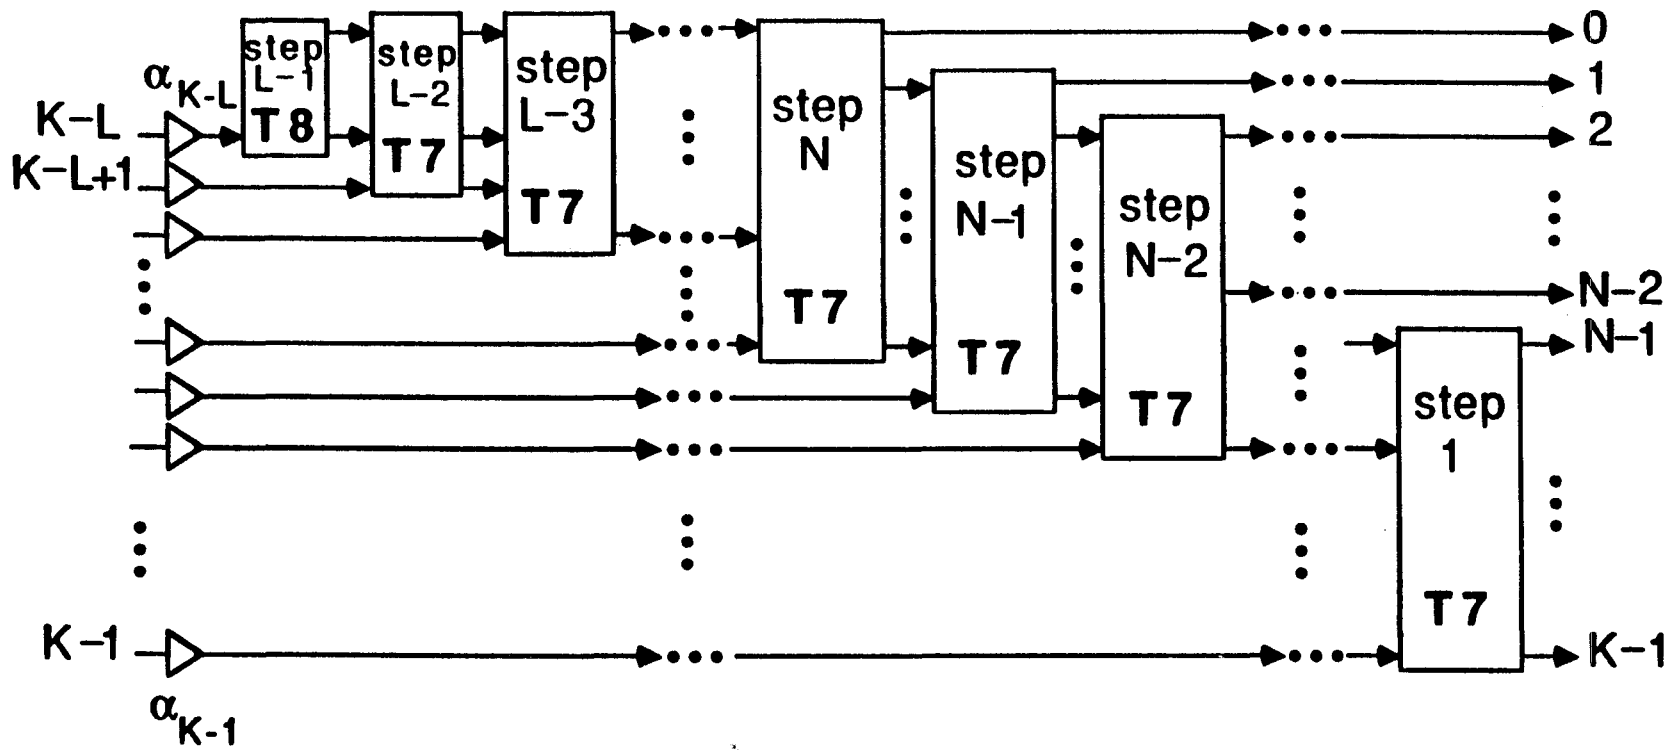 α K-L
K-L
K-L+1
K-1
α K-1
step
L-1
T8
step
L-2
T7
step
L-3
T7
step
N
T7
step
N-1
T7
step
N-2
T7
step
1
T7
0
1
2
N-2
N-1
K-1